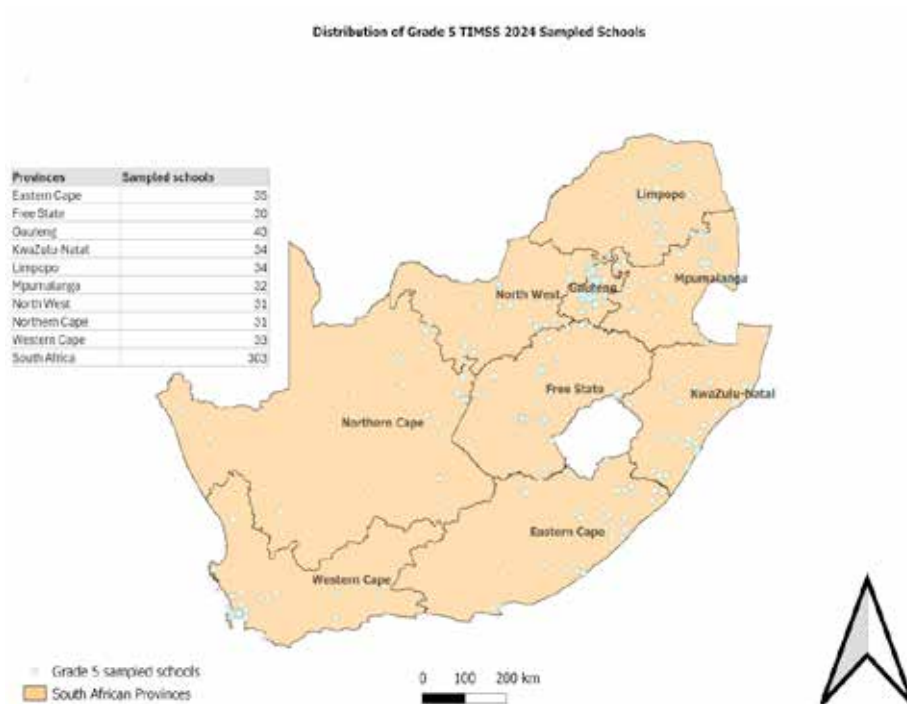 Distribution of Grade 5 TIMSS 2024 Sampled Schools
Provinces Sampled schools
Eastern Cape 35
Free State 30
Gauteng 43
KwaZulu-Natal 34
Limpopo 34
Mpumalanga 32
North West 31
Northern Cape 31
Western Cape 33
South Africa 303
Limpopo
Mpumalanga
North West
Gauteng
Free State
KwaZulu-Natal
Northern Cape
Eastern Cape
Western Cape
Grade 5 sampled schools
South African Provinces
0 100 200 km